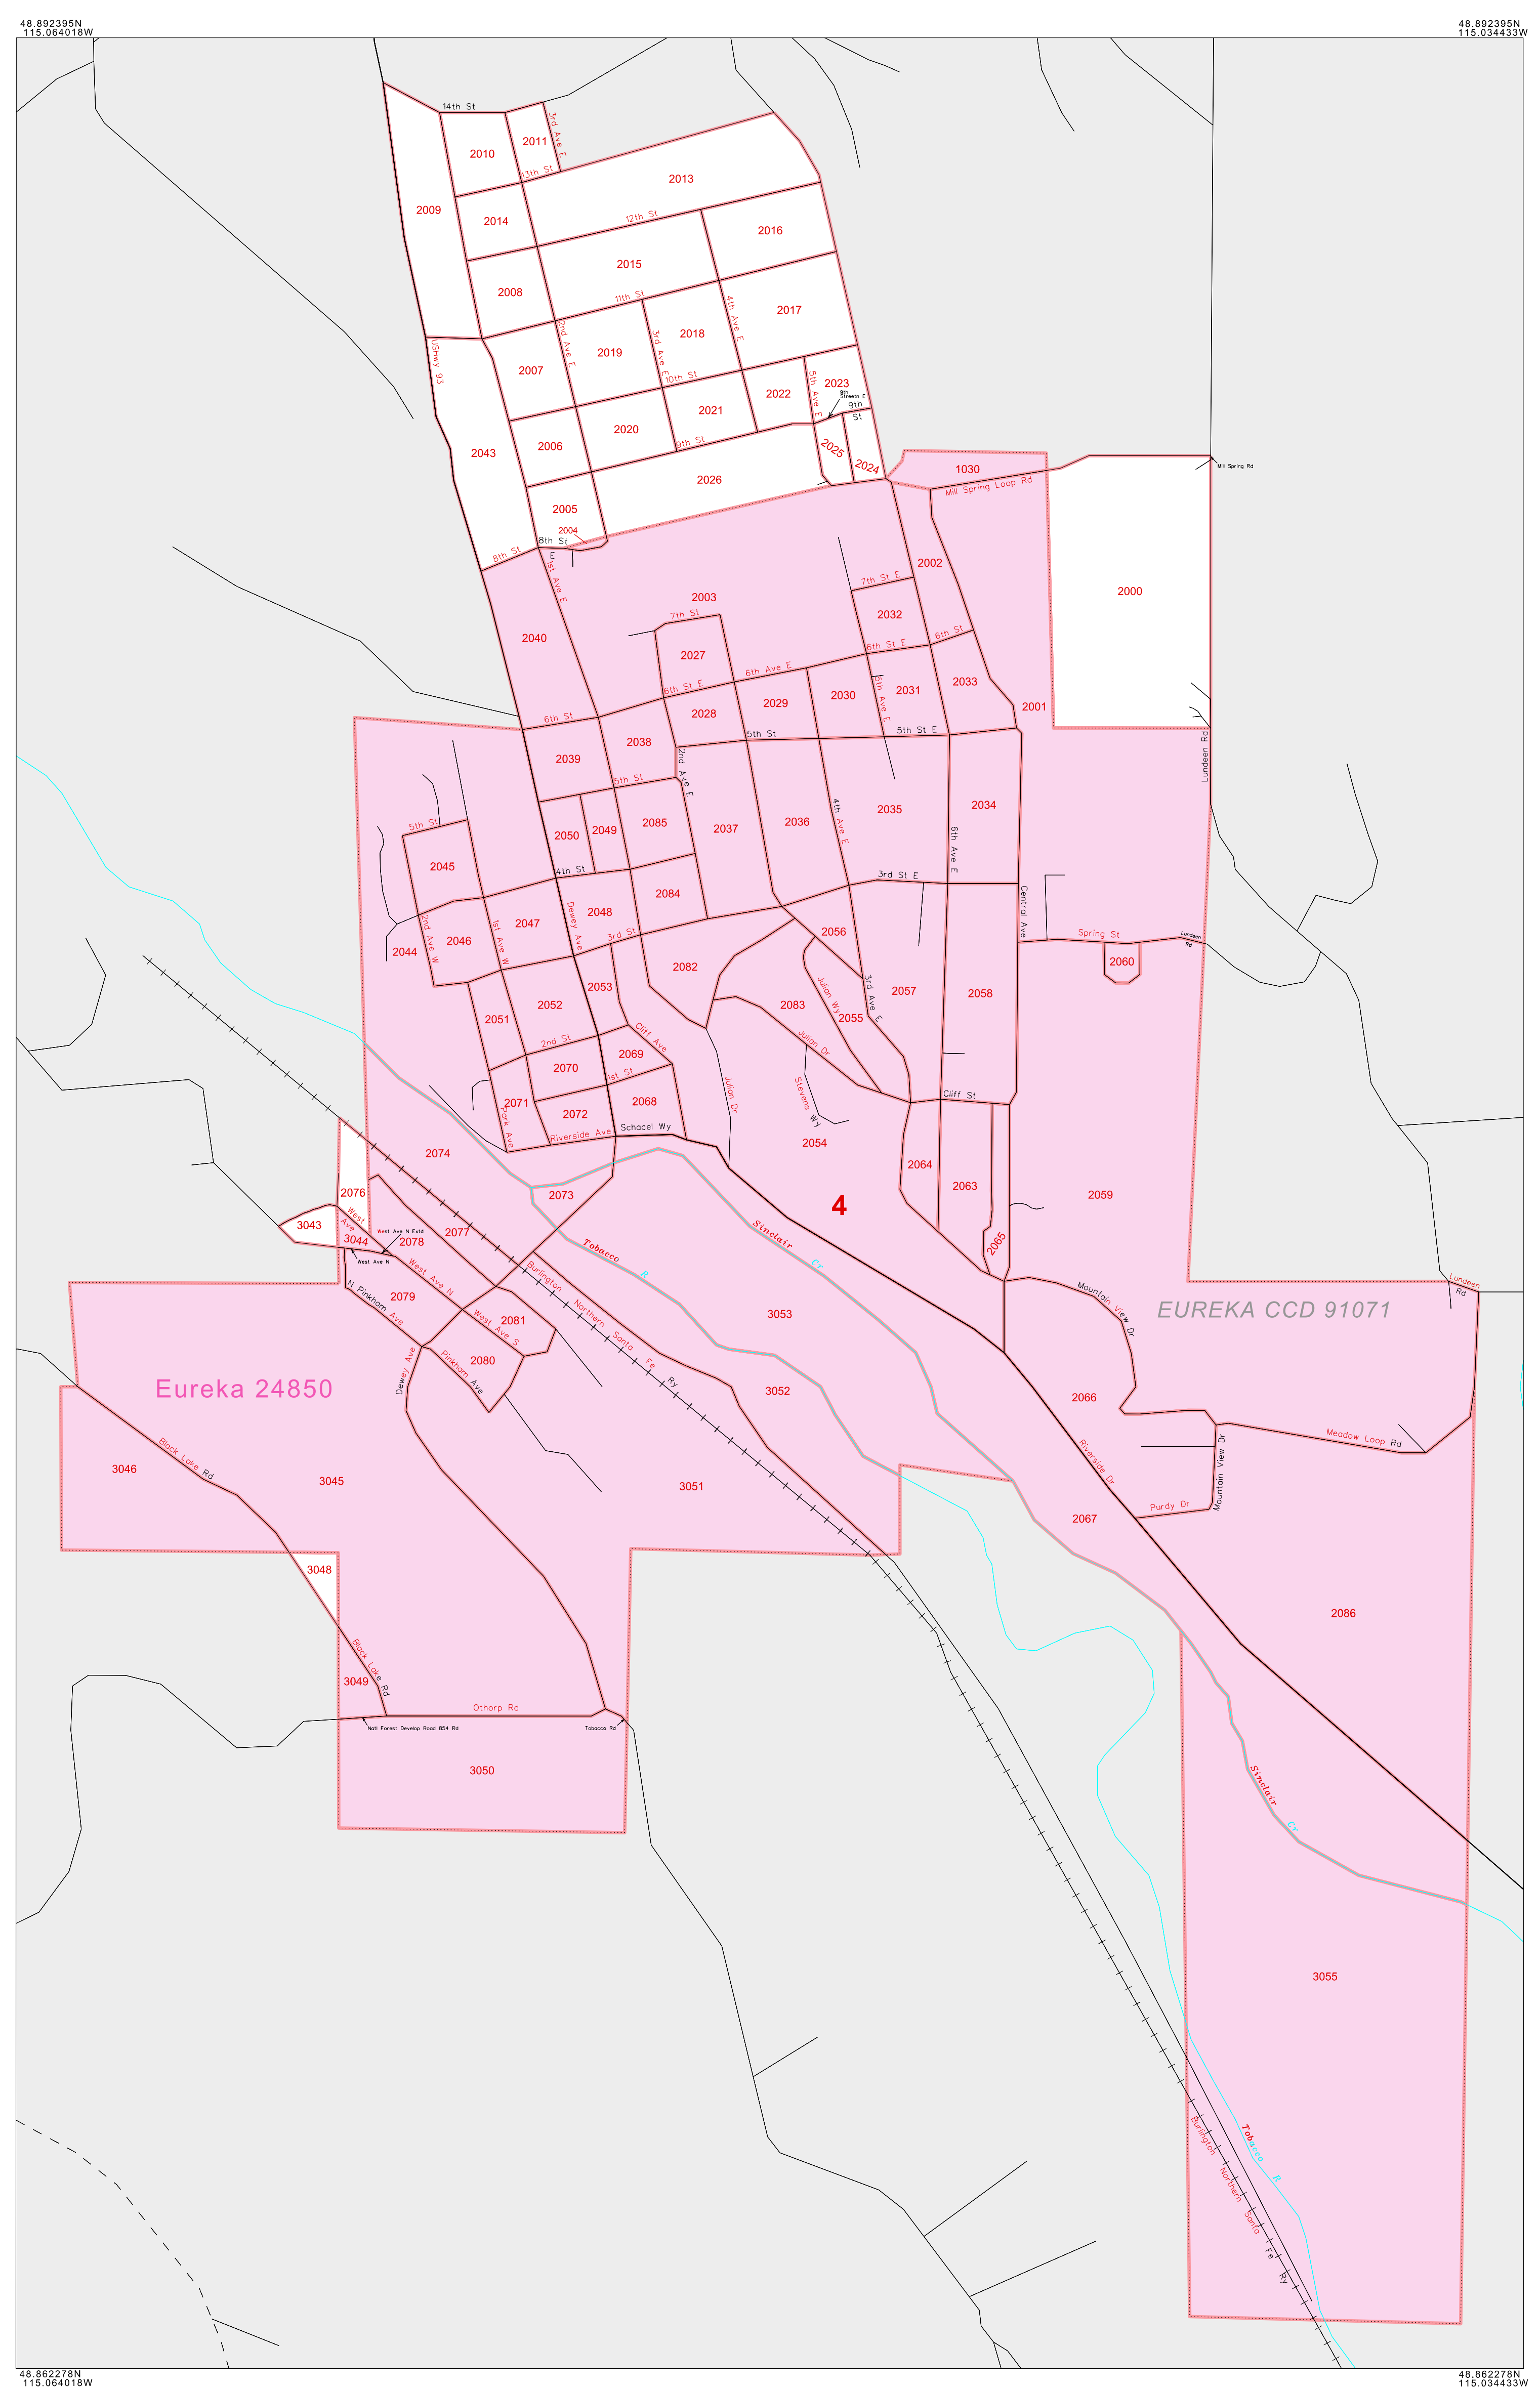 48.892395N
115.064018W
48.892395N
115.034433W
14th St
3rd Ave E
2011
2010
13th St
2013
2009
12th St
2014
2016
2015
2008
11th St
4th Ave E
2017
2nd Ave E
3rd Ave E
2018
USHwy 93
2019
2007
10th St
5th Ave E
2023
2022
9th
Streetn E
9th
St
2021
2020
9th St
2006
2025
2043
2024
1030
Mill Spring Rd
2026
Mill Spring Loop Rd
2005
2004
8th St
E
8th St
1st Ave E
2002
7th St E
2000
2003
7th St
2032
2040
6th St
6th St E
2027
6th Ave E
2033
6th St E
5th Ave E
2031
2030
2029
2001
2028
6th St
5th St
5th St E
2038
2nd Ave E
Lundeen Rd
2039
5th St
2034
2035
4th Ave E
2036
2037
2085
2049
2050
5th St
6th Ave E
2045
4th St
3rd St E
2084
Central Ave
2048
Dewey Ave
2047
1st Ave W
2nd Ave W
2046
2044
3rd St
2056
Spring St
Lundeen
Rd
2060
2082
2058
2057
3rd Ave E
2053
2052
Julian Wy
2083
2055
2051
Cliff Ave
2nd St
Julian Dr
2069
2070
1st St
Julian Dr
Stevens Wy
Cliff St
2071
Park Ave
2072
2068
Riverside Ave
Schacel Wy
2054
2074
2064
2063
2059
2076
2073
4
3043
West
Ave
3044
West Ave N Extd
2077
2078
Sinclair Cr
2065
West Ave N
Tobacco R
Burlington Northern Santa Fe Ry
Lundeen
Rd
N Pinkham Ave
2079
West Ave N
Mountain View Dr
EUREKA CCD 91071
3053
West Ave S
2081
Dewey Ave
Pinkham Ave
2080
Eureka 24850
3052
2066
Meadow Loop Rd
Black Lake Rd
Riverside Dr
3046
3045
3051
Mountain View Dr
Purdy Dr
2067
3048
2086
Black Lake Rd
3049
Othorp Rd
Natl Forest Develop Road 854 Rd
Tobacco Rd
3050
Sinclair Cr
3055
Burlington Northern Santa Fe Ry
Tobacco R
48.862278N
115.064018W
48.862278N
115.034433W